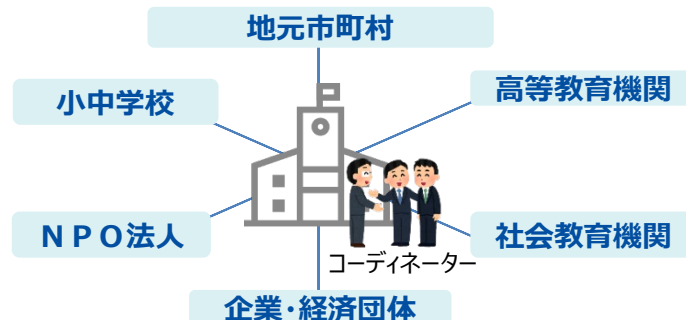 地元市町村
小中学校
高等教育機関
ＮＰＯ法人
社会教育機関
コーディネーター
企業･経済団体